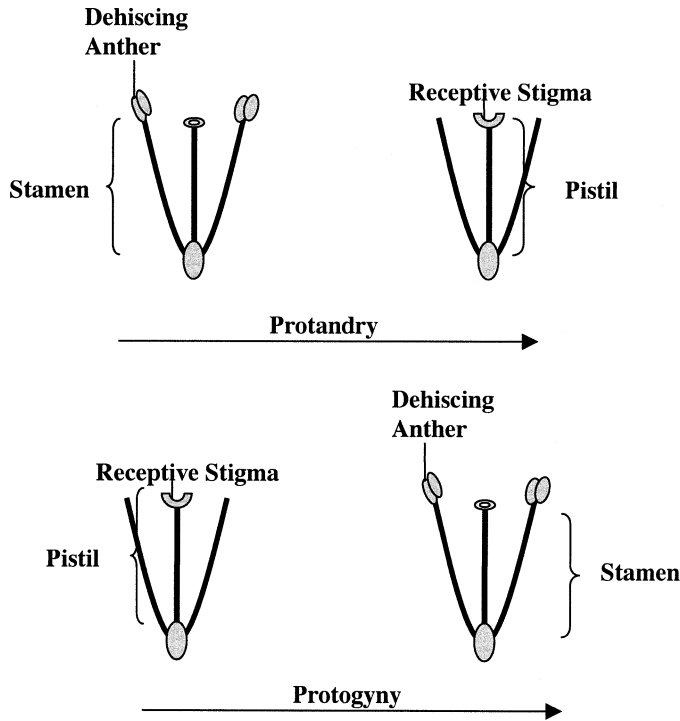 Dehiscing
Anther
Receptive Stigma
Stamen
Pistil
Protandry
Dehiscing
Anther
Receptive Stigma
Pistil
Stamen
Protogyny